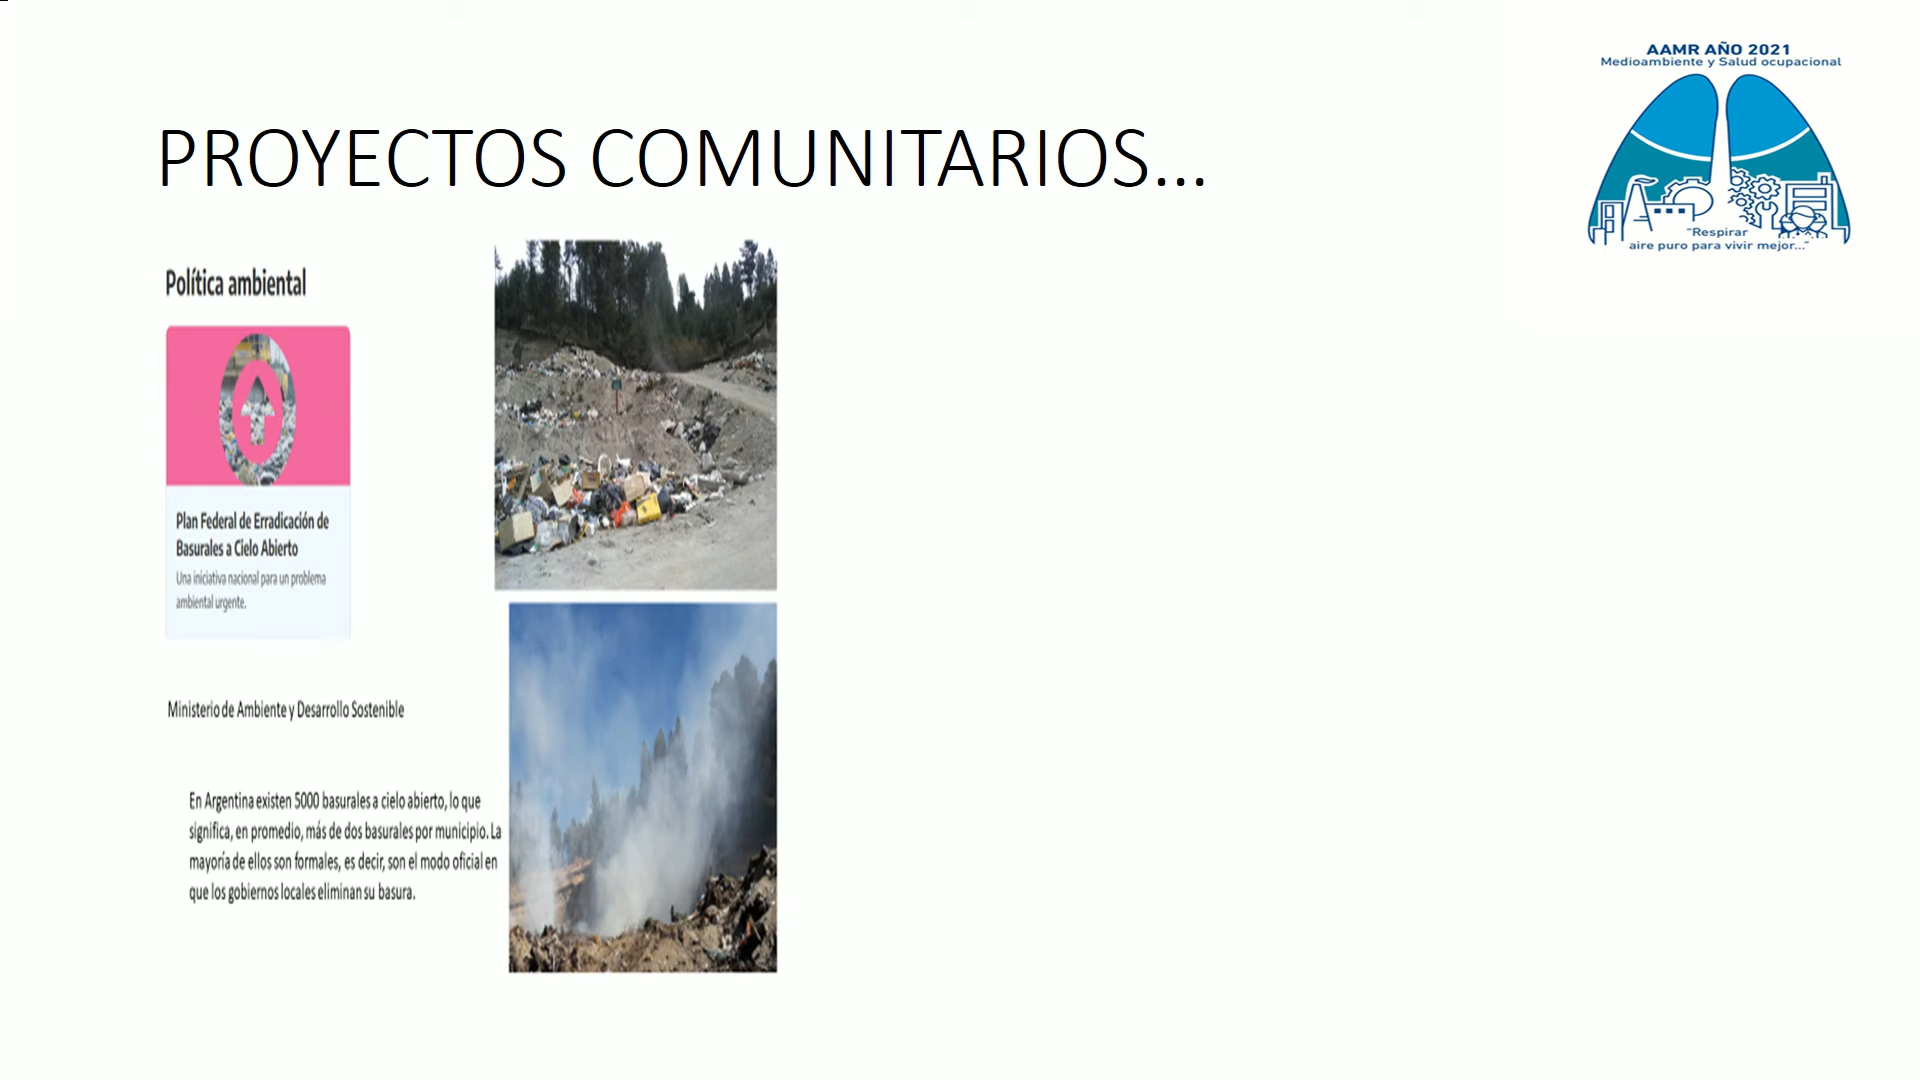 AAMR AÑO 2021
Medioambiente y Salud ocupacional
PROYECTOS COMUNITARIOS...
"Respirar
aire puro para vivir mejor..."
Política ambiental
Plan Federal de Erradicación de
Basurales a Cielo Abierto
Una iniciativa nacional para un problema
ambiental urgente.
Ministerio de Ambiente y Desarrollo Sostenible
En Argentina existen 5000 basurales a cielo abierto, lo que
significa, en promedio, más de dos basurales por municipio. La
mayoría de ellos son formales, es decir, son el modo oficial en
que los gobiernos locales eliminan su basura.